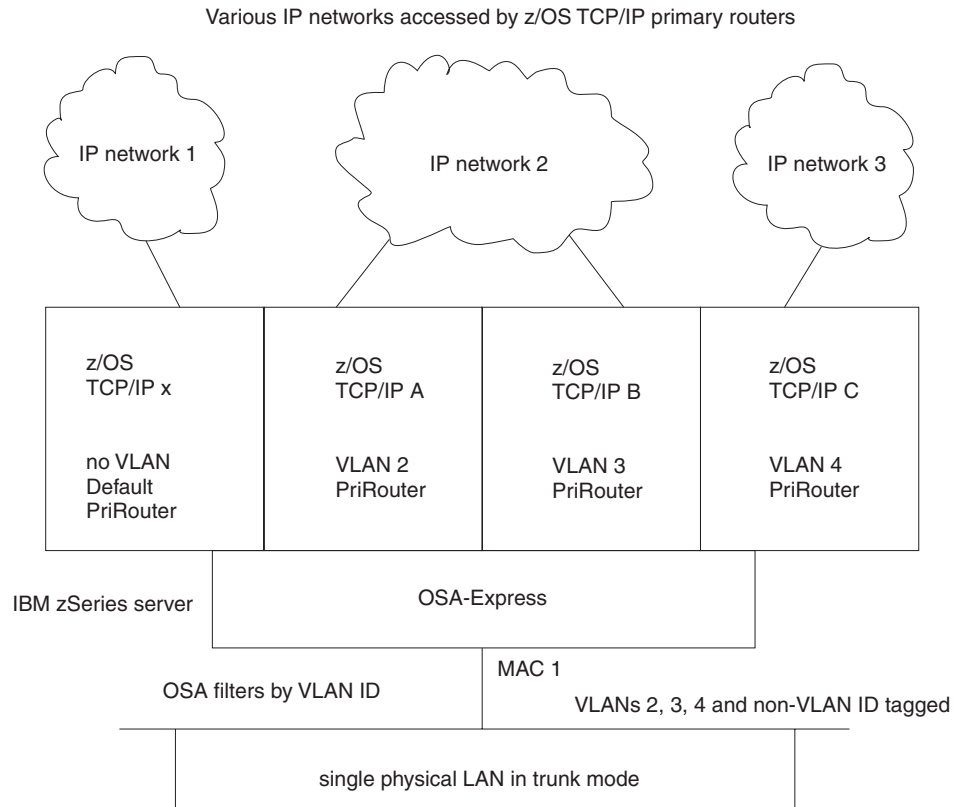 Various IP networks accessed by z/OS TCP/IP primary routers
IP network 1
IP network 2
IP network 3
z/OS
TCP/IP x
no VLAN
Default
PriRouter
z/OS
TCP/IP A
VLAN 2
PriRouter
z/OS
TCP/IP B
VLAN 3
PriRouter
z/OS
TCP/IP C
VLAN 4
PriRouter
IBM zSeries server
OSA-Express
MAC 1
OSA filters by VLAN ID
VLANs 2, 3, 4 and non-VLAN ID tagged
single physical LAN in trunk mode